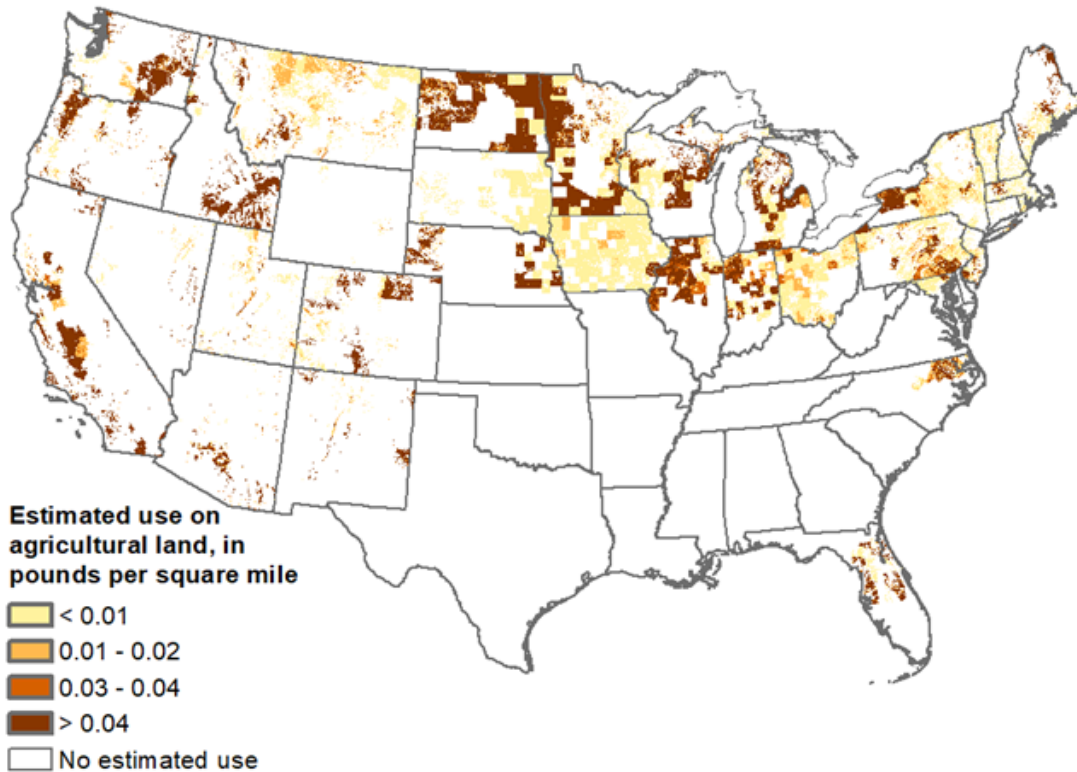 Estimated use on
agricultural land, in
pounds per square mile
< 0.01
0.01 - 0.02
0.03 - 0.04
> 0.04
No estimated use